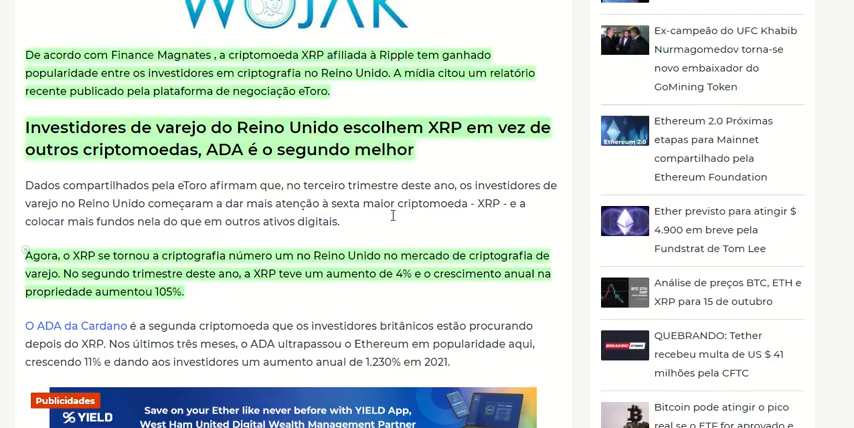 WOJAK
De acordo com Finance Magnates , a criptomoeda XRP afiliada à Ripple tem ganhado
popularidade entre os investidores em criptografia no Reino Unido. A mídia citou um relatório
recente publicado pela plataforma de negociação eToro.
Investidores de varejo do Reino Unido escolhem XRP em vez de
outros criptomoedas, ADA é o segundo melhor
Dados compartilhados pela eToro afirmam que, no terceiro trimestre deste ano, os investidores de
varejo no Reino Unido começaram a dar mais atenção à sexta maior criptomoeda - XRP - e a
colocar mais fundos nela do que em outros ativos digitais.
Agora, o XRP se tornou a criptografia número um no Reino Unido no mercado de criptografia de
varejo. No segundo trimestre deste ano, a XRP teve um aumento de 4% e o crescimento anual na
propriedade aumentou 105%.
O ADA da Cardano é a segunda criptomoeda que os investidores britânicos estão procurando
depois do XRP. Nos últimos três meses, o ADA ultrapassou o Ethereum em popularidade aqui,
crescendo 11% e dando aos investidores um aumento anual de 1.230% em 2021.
Publicidades
YIELD
Save on your Ether like never before with YIELD App,
West Ham United Digital Wealth Management Partner
Ex-campeão do UFC Khabib
Nurmagomedov torna-se
novo embaixador do
GoMining Token
Ethereum 2.0
Ethereum 2.0 Próximas
etapas para Mainnet
compartilhado pela
Ethereum Foundation
Ether previsto para atingir $
4.900 em breve pela
Fundstrat de Tom Lee
Análise de preços BTC, ETH e
XRP para 15 de outubro
BREAKING
QUEBRANDO: Tether
recebeu multa de US $ 41
milhões pela CFTC
Bitcoin pode atingir o pico
real se o ETF for aprovado e